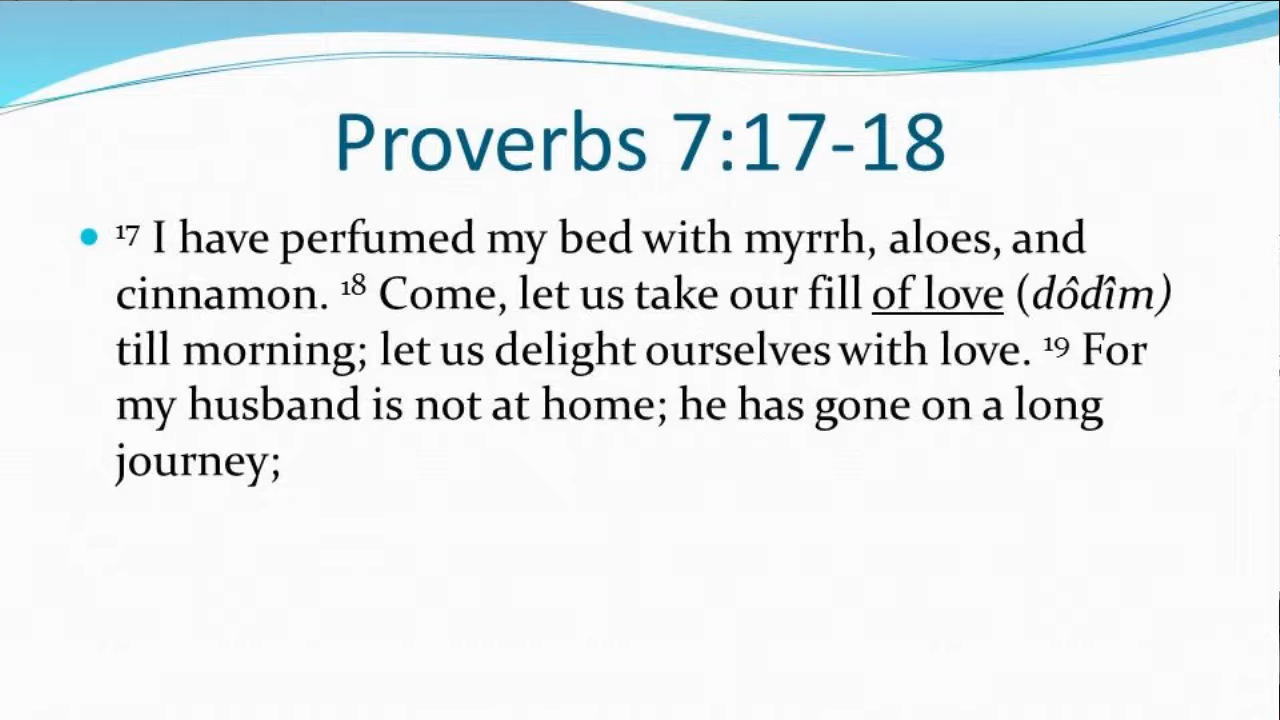 Proverbs 7:17-18
• ¹⁷ I have perfumed my bed with myrrh, aloes, and
cinnamon. ¹⁸ Come, let us take our fill of love (dôdîm)
till morning; let us delight ourselves with love. ¹⁹ For
my husband is not at home; he has gone on a long
journey;